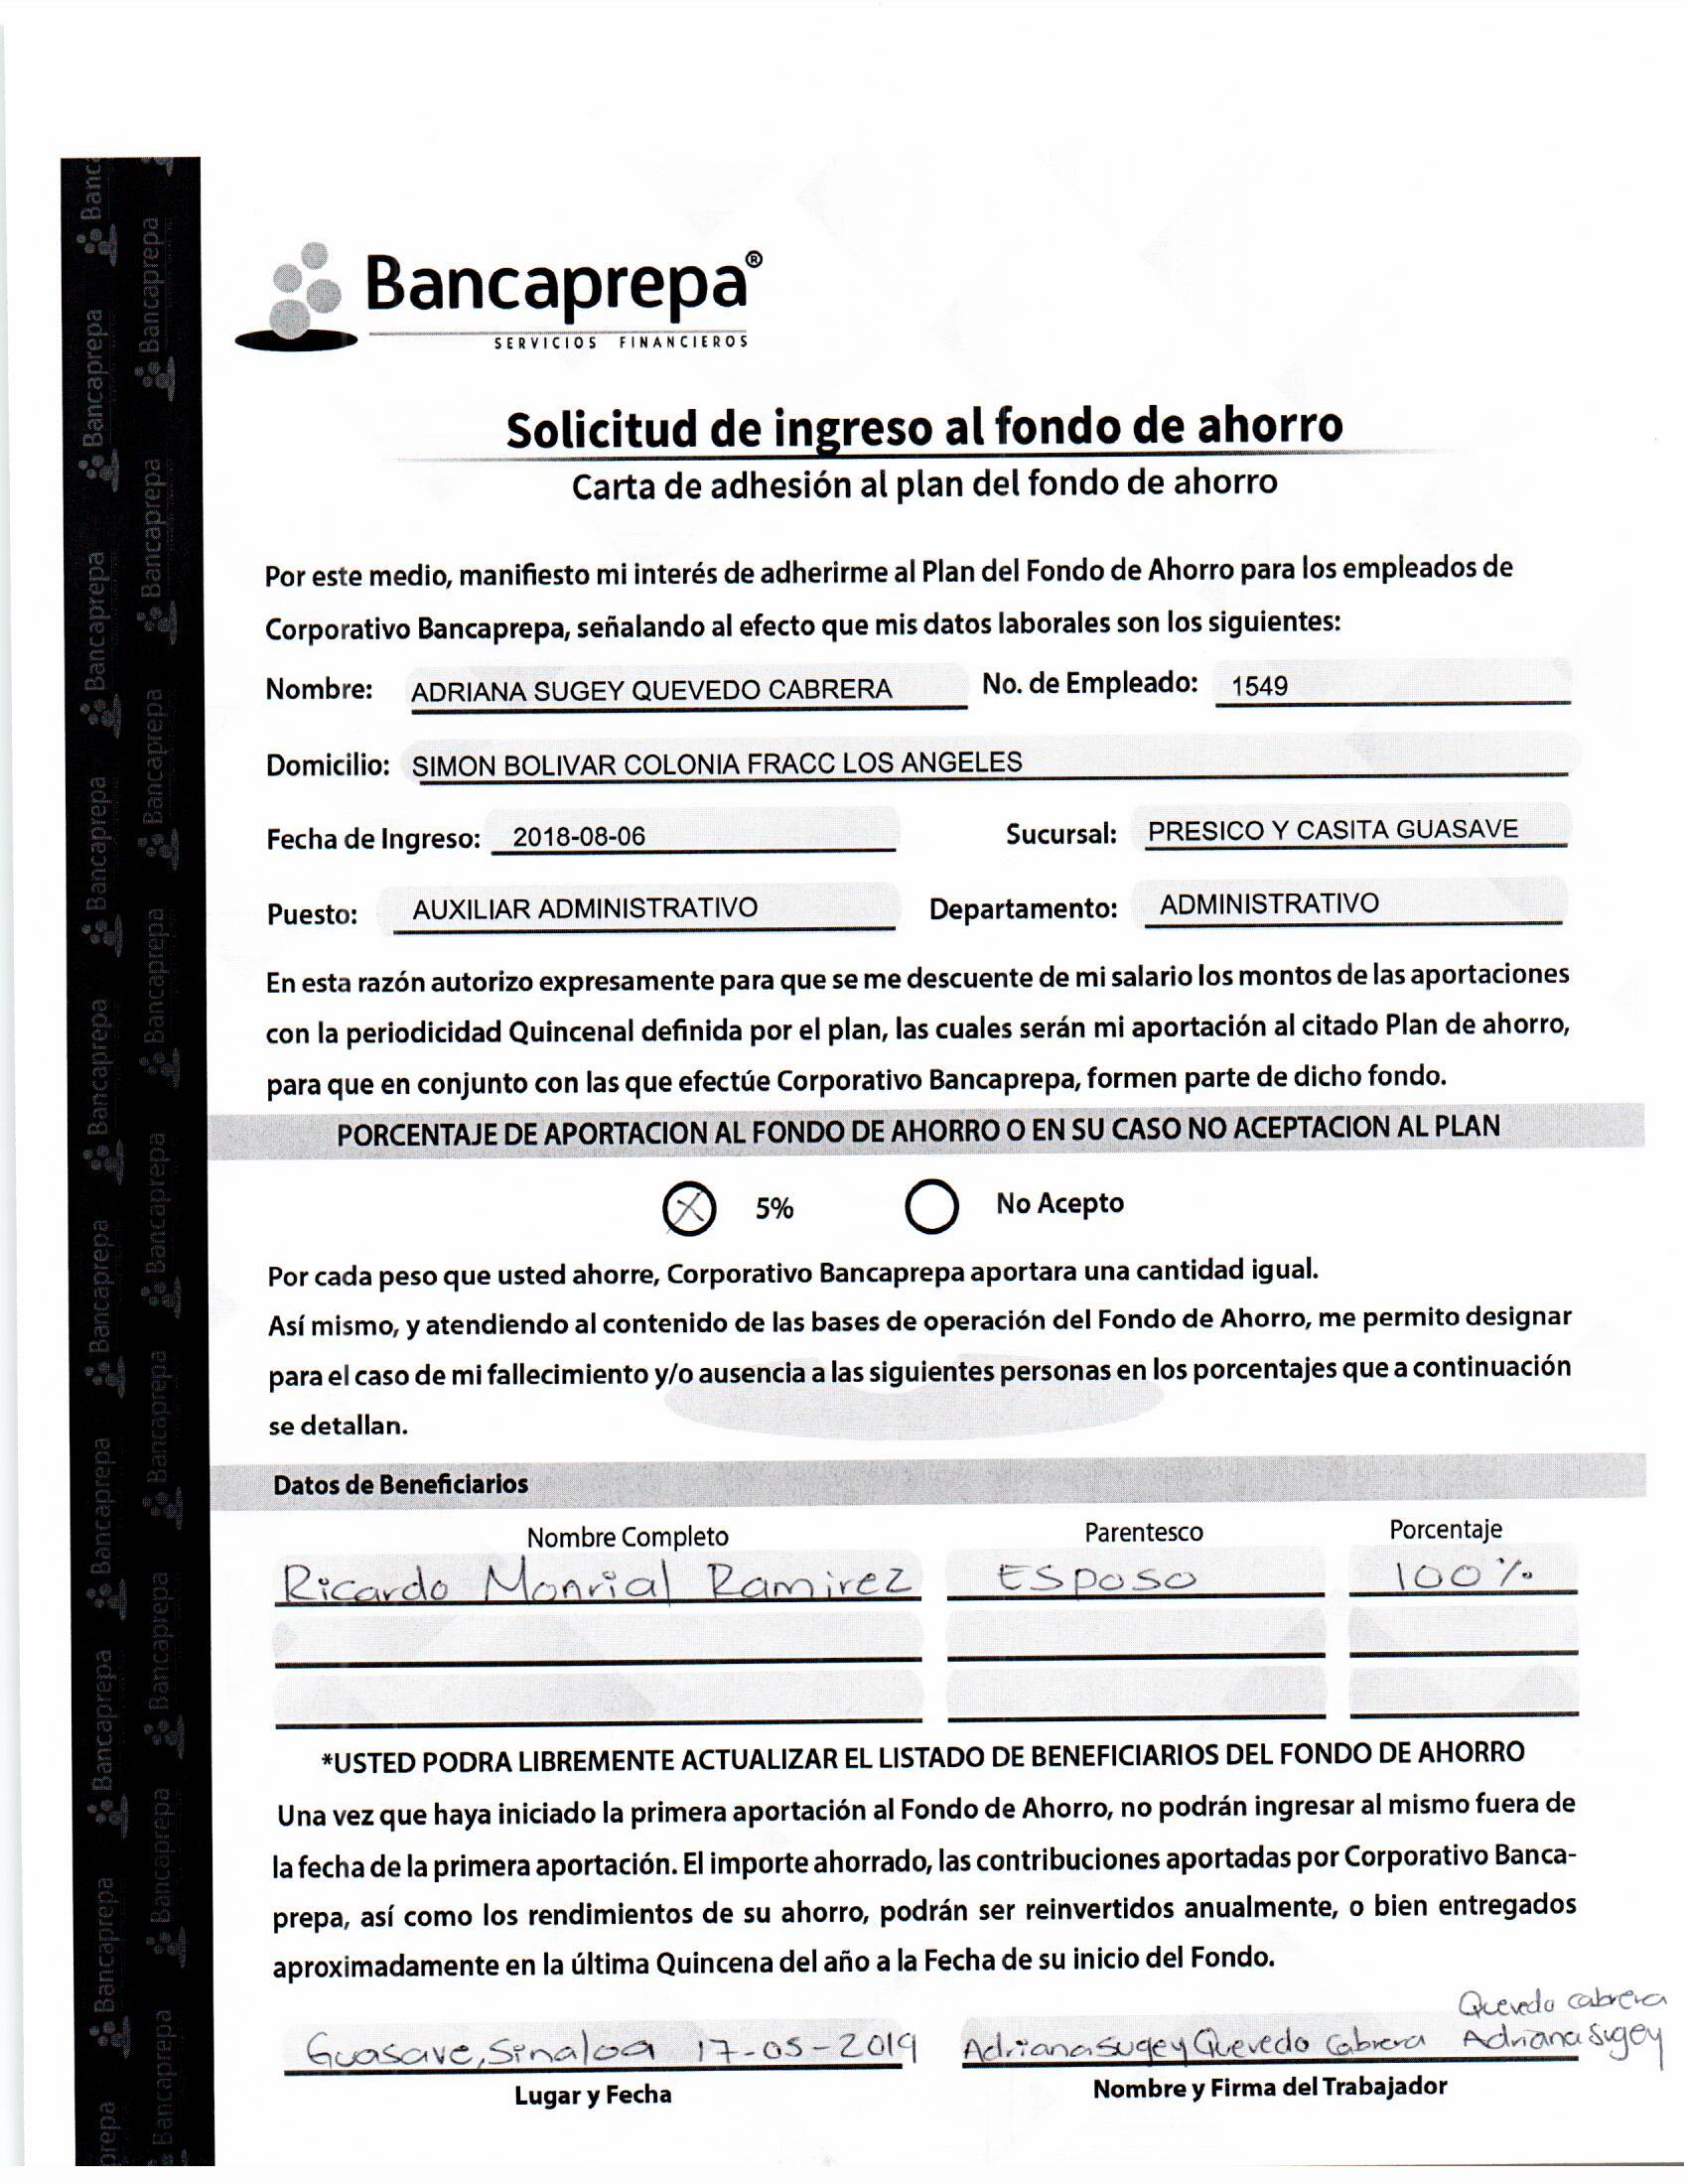 Bancaprepa®
SERVICIOS FINANCIEROS
Solicitud de ingreso al fondo de ahorro
Carta de adhesión al plan del fondo de ahorro
Por este medio, manifiesto mi interés de adherirme al Plan del Fondo de Ahorro para los empleados de
Corporativo Bancaprepa, señalando al efecto que mis datos laborales son los siguientes:
Nombre: ADRIANA SUGEY QUEVEDO CABRERA No. de Empleado: 1549
Domicilio: SIMON BOLIVAR COLONIA FRACC LOS ANGELES
Fecha de Ingreso: 2018-08-06 Sucursal: PRESICO Y CASITA GUASAVE
Puesto: AUXILIAR ADMINISTRATIVO Departamento: ADMINISTRATIVO
En esta razón autorizo expresamente para que se me descuente de mi salario los montos de las aportaciones
con la periodicidad Quincenal definida por el plan, las cuales serán mi aportación al citado Plan de ahorro,
para que en conjunto con las que efectúe Corporativo Bancaprepa, formen parte de dicho fondo.
PORCENTAJE DE APORTACION AL FONDO DE AHORRO O EN SU CASO NO ACEPTACION AL PLAN
X 5% No Acepto
Por cada peso que usted ahorre, Corporativo Bancaprepa aportara una cantidad igual.
Así mismo, y atendiendo al contenido de las bases de operación del Fondo de Ahorro, me permito designar
para el caso de mi fallecimiento y/o ausencia a las siguientes personas en los porcentajes que a continuación
se detallan.
Datos de Beneficiarios
Nombre Completo Parentesco Porcentaje
Ricardo Monrial Ramirez Esposo 100%
*USTED PODRA LIBREMENTE ACTUALIZAR EL LISTADO DE BENEFICIARIOS DEL FONDO DE AHORRO
Una vez que haya iniciado la primera aportación al Fondo de Ahorro, no podrán ingresar al mismo fuera de
la fecha de la primera aportación. El importe ahorrado, las contribuciones aportadas por Corporativo Banca-
prepa, así como los rendimientos de su ahorro, podrán ser reinvertidos anualmente, o bien entregados
aproximadamente en la última Quincena del año a la Fecha de su inicio del Fondo.
Quevedo cabrera
Guasave, Sinaloa 17-05-2019 Adriana Sugey Quevedo Cabrera Adriana Sugey
Lugar y Fecha Nombre y Firma del Trabajador